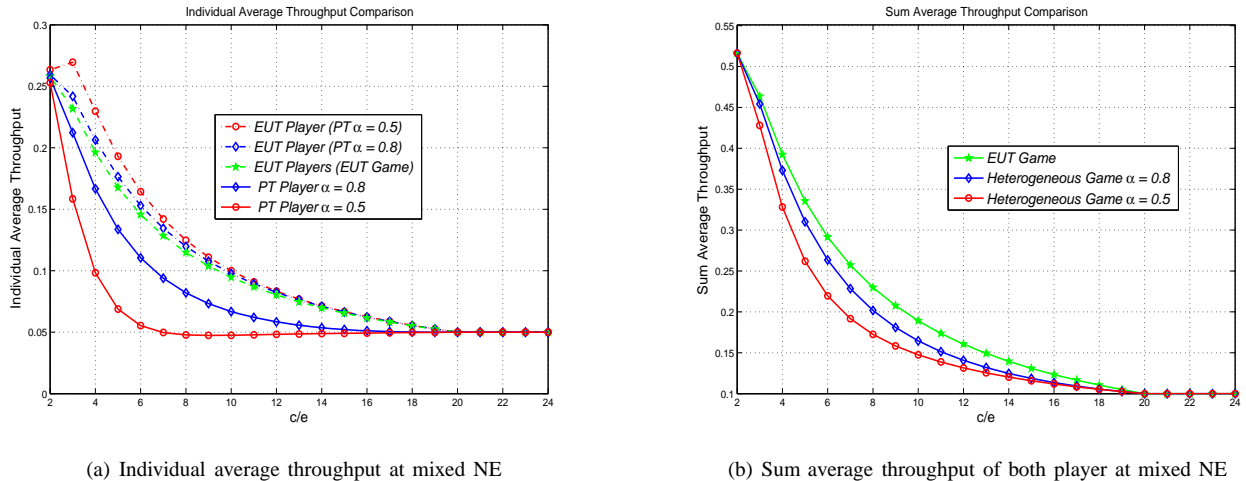 Individual Average Throughput Comparison
Individual Average Throughput
0.3
0.25
0.2
0.15
0.1
0.05
0
EUT Player (PT α = 0.5)
EUT Player (PT α = 0.8)
EUT Players (EUT Game)
PT Player α = 0.8
PT Player α = 0.5
2 4 6 8 10 12 14 16 18 20 22 24
c/e
(a) Individual average throughput at mixed NE
Sum Average Throughput Comparison
Sum Average Throughput
0.55
0.5
0.45
0.4
0.35
0.3
0.25
0.2
0.15
0.1
EUT Game
Heterogeneous Game α = 0.8
Heterogeneous Game α = 0.5
2 4 6 8 10 12 14 16 18 20 22 24
c/e
(b) Sum average throughput of both player at mixed NE